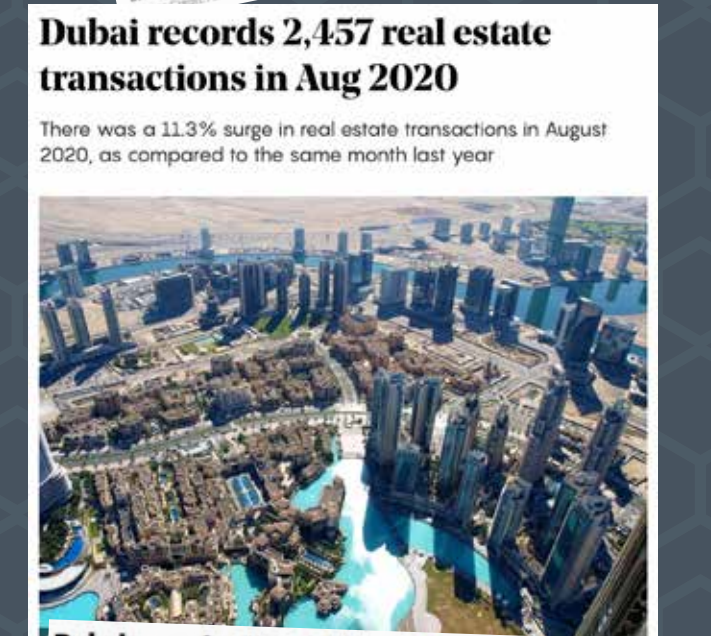 Dubai records 2,457 real estate
transactions in Aug 2020
There was a 11.3% surge in real estate transactions in August
2020, as compared to the same month last year